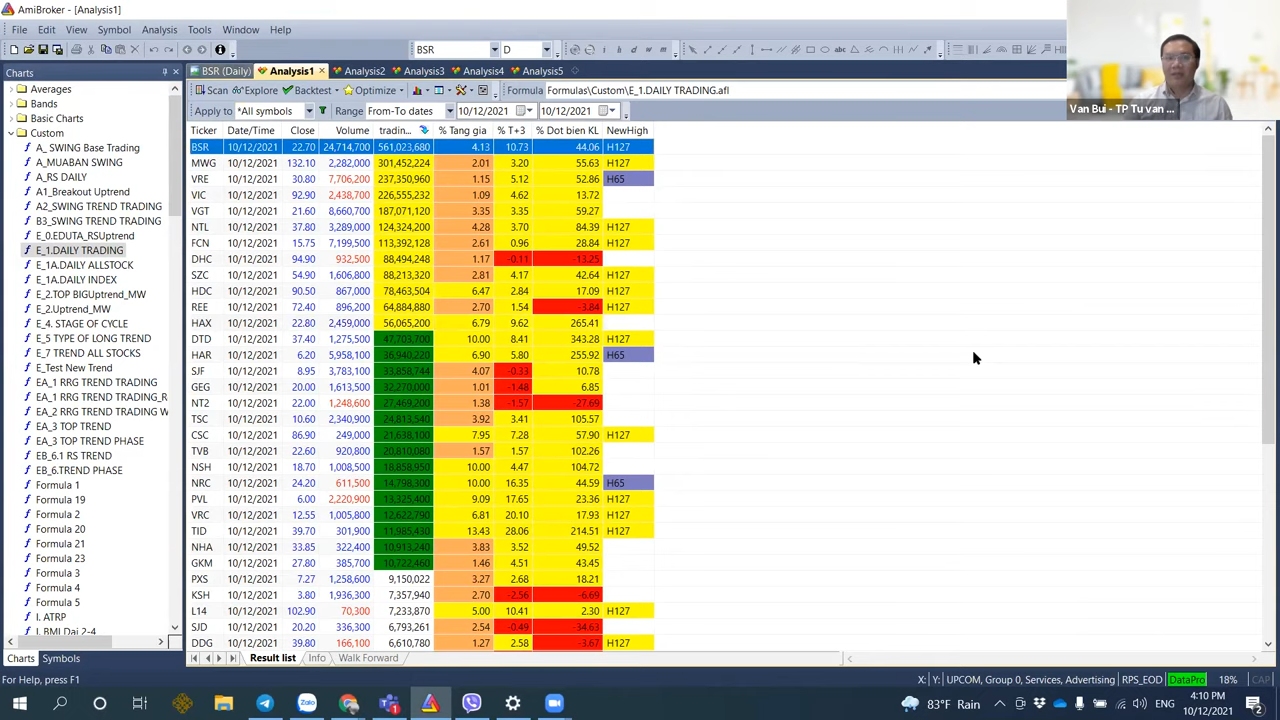 AmiBroker - [Analysis1]
File Edit View Symbol Analysis Tools Window Help
BSR D
Charts
BSR (Daily) Analysis1 Analysis2 Analysis3 Analysis4 Analysis5
Scan Explore Backtest Optimize Formula Formulas\Custom\E_1.DAILY TRADING.afl
Apply to *All symbols Range From-To dates 10/12/2021 10/12/2021
Van Bui - TP Tu van ...
Averages
Bands
Basic Charts
Custom
A_ SWING Base Trading
A_MUABAN SWING
A_RS DAILY
A1_Breakout Uptrend
A2_SWING TREND TRADING
B3_SWING TREND TRADING
E_0.EDUTA_RSUptrend
E_1.DAILY TRADING
E_1A.DAILY ALLSTOCK
E_1A.DAILY INDEX
E_2.TOP BIGUptrend_MW
E_2.Uptrend_MW
E_4. STAGE OF CYCLE
E_5 TYPE OF LONG TREND
E_7 TREND ALL STOCKS
E_Test New Trend
EA_1 RRG TREND TRADING
EA_1 RRG TREND TRADING_R
EA_2 RRG TREND TRADING W
EA_3 TOP TREND
EA_3 TOP TREND PHASE
EB_6.1 RS TREND
EB_6.TREND PHASE
Formula 1
Formula 19
Formula 2
Formula 20
Formula 21
Formula 23
Formula 3
Formula 4
Formula 5
I. ATRP
I. BMI Dai 2-4
Charts Symbols
Ticker Date/Time Close Volume tradin... % Tang gia % T+3 % Dot bien KL NewHigh
BSR 10/12/2021 22.70 24,714,700 561,023,680 4.13 10.73 44.06 H127
MWG 10/12/2021 132.10 2,282,000 301,452,224 2.01 3.20 55.63 H127
VRE 10/12/2021 30.80 7,706,200 237,350,960 1.15 5.12 52.86 H65
VIC 10/12/2021 92.90 2,438,700 226,555,232 1.09 4.62 13.72
VGT 10/12/2021 21.60 8,660,700 187,071,120 3.35 3.35 59.27
NTL 10/12/2021 37.80 3,289,000 124,324,200 4.28 3.70 84.39 H127
FCN 10/12/2021 15.75 7,199,500 113,392,128 2.61 0.96 28.84 H127
DHC 10/12/2021 94.90 932,500 88,494,248 1.17 -0.11 -13.25
SZC 10/12/2021 54.90 1,606,800 88,213,320 2.81 4.17 42.64 H127
HDC 10/12/2021 90.50 867,000 78,463,504 6.47 2.84 17.09 H127
REE 10/12/2021 72.40 896,200 64,884,880 2.70 1.54 -3.84 H127
HAX 10/12/2021 22.80 2,459,000 56,065,200 6.79 9.62 265.41
DTD 10/12/2021 37.40 1,275,500 47,703,700 10.00 8.41 343.28 H127
HAR 10/12/2021 6.20 5,958,100 36,940,220 6.90 5.80 255.92 H65
SJF 10/12/2021 8.95 3,783,100 33,858,744 4.07 -0.33 10.78
GEG 10/12/2021 20.00 1,613,500 32,270,000 1.01 -1.48 6.85
NT2 10/12/2021 22.00 1,248,600 27,469,200 1.38 -1.57 -27.69
TSC 10/12/2021 10.60 2,340,900 24,813,540 3.92 3.41 105.57
CSC 10/12/2021 86.90 249,000 21,638,100 7.95 7.28 57.90 H127
TVB 10/12/2021 22.60 920,800 20,810,080 1.57 1.57 102.26
NSH 10/12/2021 18.70 1,008,500 18,858,950 10.00 4.47 104.72
NRC 10/12/2021 24.20 611,500 14,798,300 10.00 16.35 44.59 H65
PVL 10/12/2021 6.00 2,220,900 13,325,400 9.09 17.65 23.36 H127
VRC 10/12/2021 12.55 1,005,800 12,622,790 6.81 20.10 17.93 H127
TID 10/12/2021 39.70 301,900 11,985,430 13.43 28.06 214.51 H127
NHA 10/12/2021 33.85 322,400 10,913,240 3.83 3.52 49.52
GKM 10/12/2021 27.80 385,700 10,722,460 1.46 4.51 43.45
PXS 10/12/2021 7.27 1,258,600 9,150,022 3.27 2.68 18.21
KSH 10/12/2021 3.80 1,936,300 7,357,940 2.70 -2.56 -6.69
L14 10/12/2021 102.90 70,300 7,233,870 5.00 10.41 2.30 H127
SJD 10/12/2021 20.20 336,300 6,793,261 2.54 -0.49 -34.63
DDG 10/12/2021 39.80 166,100 6,610,780 1.27 2.58 -3.67 H127
Result list Info Walk Forward
For Help, press F1 X: Y: UPCOM, Group 0, Services, Advertising RPS_EOD DataPro 18% CAP
Zalo 83°F Rain ENG 4:10 PM
10/12/2021 2